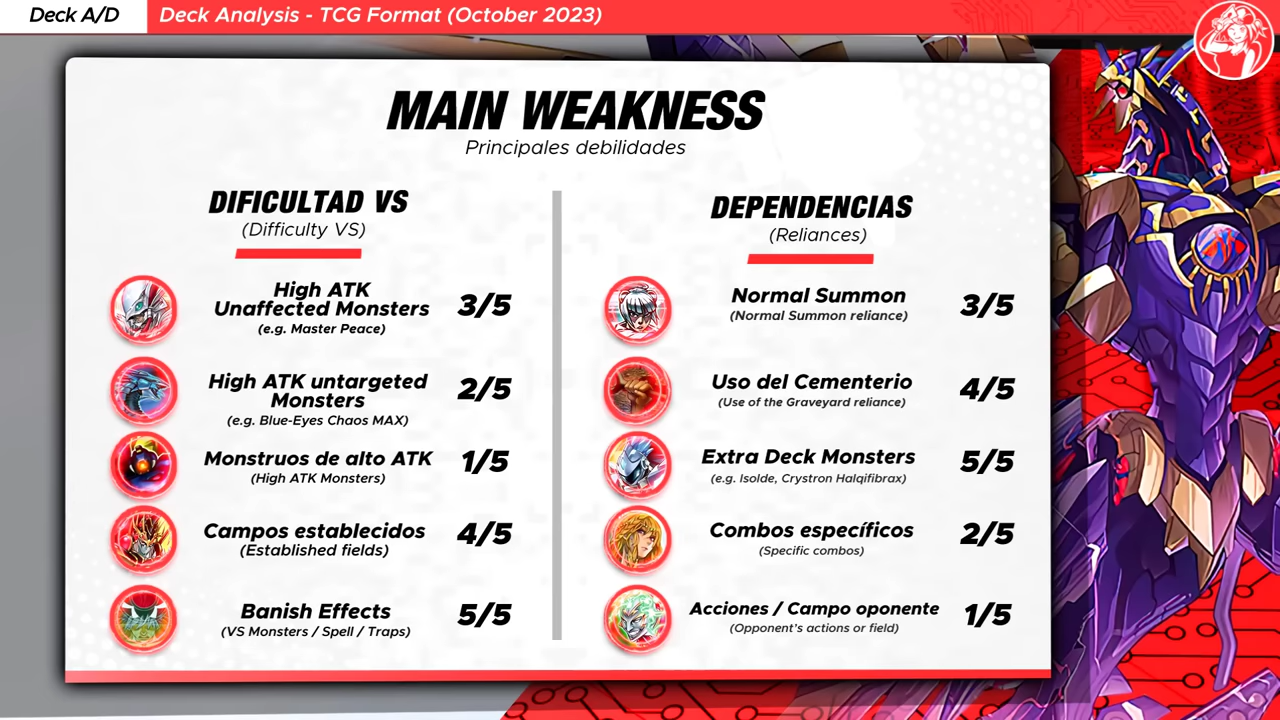 Deck A/D
Deck Analysis - TCG Format (October 2023)
MAIN WEAKNESS
Principales debilidades
DIFICULTAD VS
(Difficulty VS)
High ATK
Unaffected Monsters
(e.g. Master Peace)
3/5
High ATK untargeted
Monsters
(e.g. Blue-Eyes Chaos MAX)
2/5
Monstruos de alto ATK
(High ATK Monsters)
1/5
Campos establecidos
(Established fields)
4/5
Banish Effects
(VS Monsters / Spell / Traps)
5/5
DEPENDENCIAS
(Reliances)
Normal Summon
(Normal Summon reliance)
3/5
Uso del Cementerio
(Use of the Graveyard reliance)
4/5
Extra Deck Monsters
(e.g. Isolde, Crystron Halqifibrax)
5/5
Combos específicos
(Specific combos)
2/5
Acciones / Campo oponente
(Opponent's actions or field)
1/5